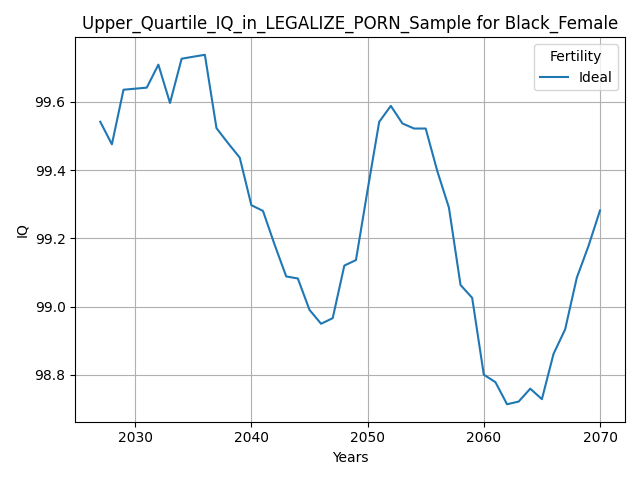 Upper_Quartile_IQ_in_LEGALIZE_PORN_Sample for Black_Female
Fertility
Ideal
99.6
99.4
99.2
99.0
98.8
IQ
2030
2040
2050
2060
2070
Years